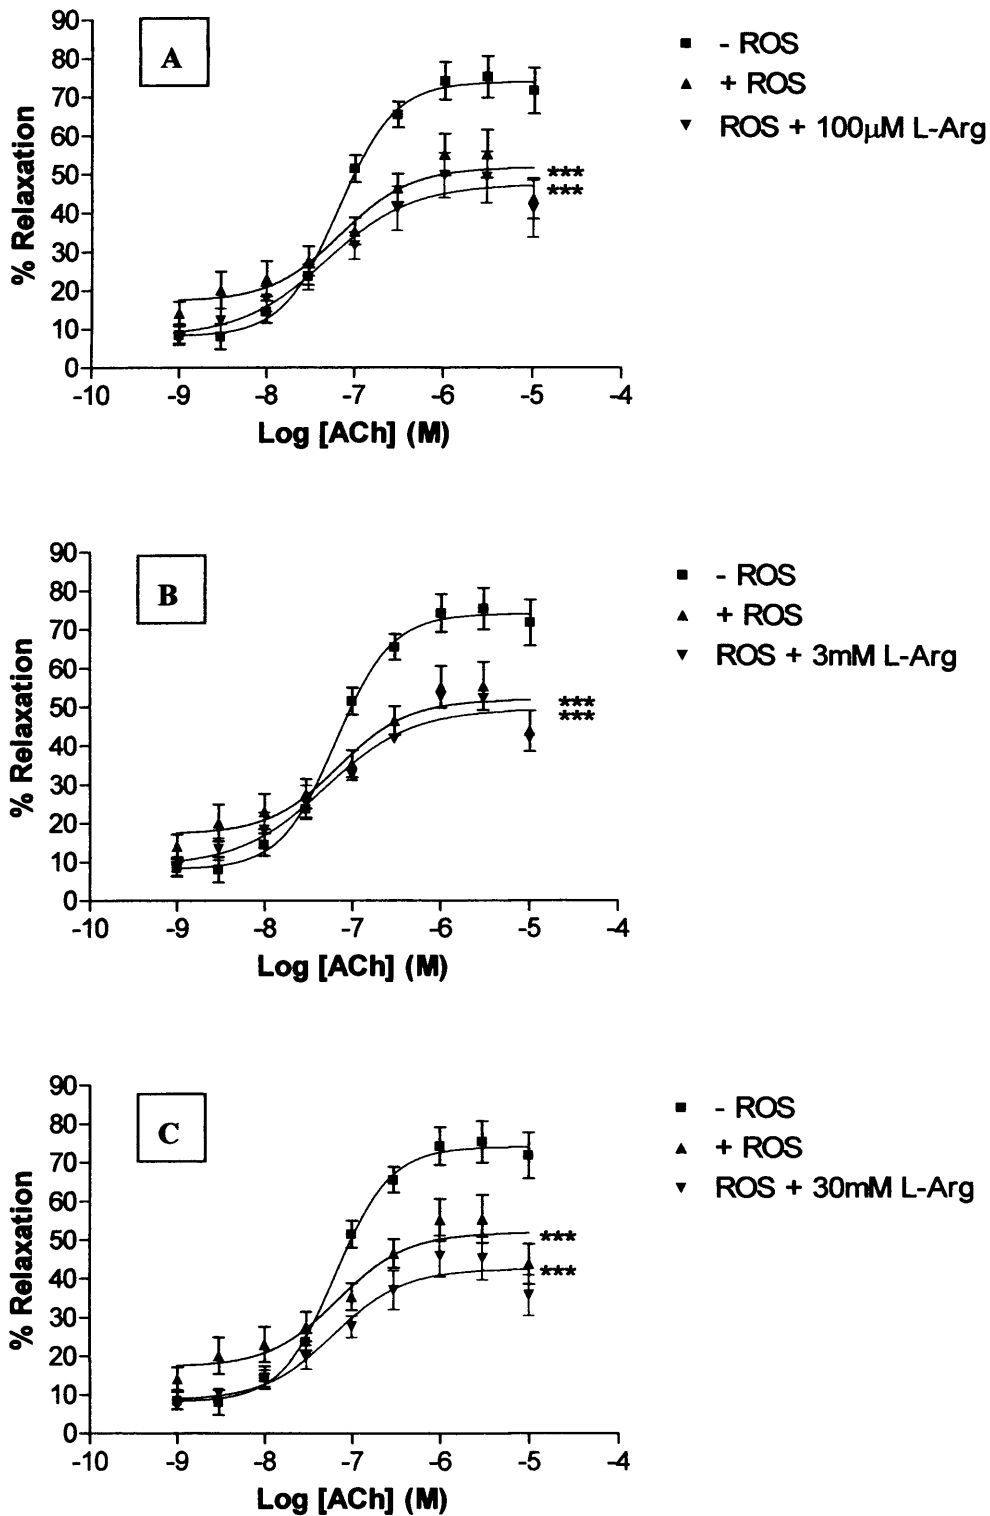 A
90
80
70
60
50
40
30
20
10
0
% Relaxation
-10 -9 -8 -7 -6 -5 -4
Log [ACh] (M)
- ROS
+ ROS
ROS + 100µM L-Arg
***
***
B
90
80
70
60
50
40
30
20
10
0
% Relaxation
-10 -9 -8 -7 -6 -5 -4
Log [ACh] (M)
- ROS
+ ROS
ROS + 3mM L-Arg
***
***
C
90
80
70
60
50
40
30
20
10
0
% Relaxation
-10 -9 -8 -7 -6 -5 -4
Log [ACh] (M)
- ROS
+ ROS
ROS + 30mM L-Arg
***
***